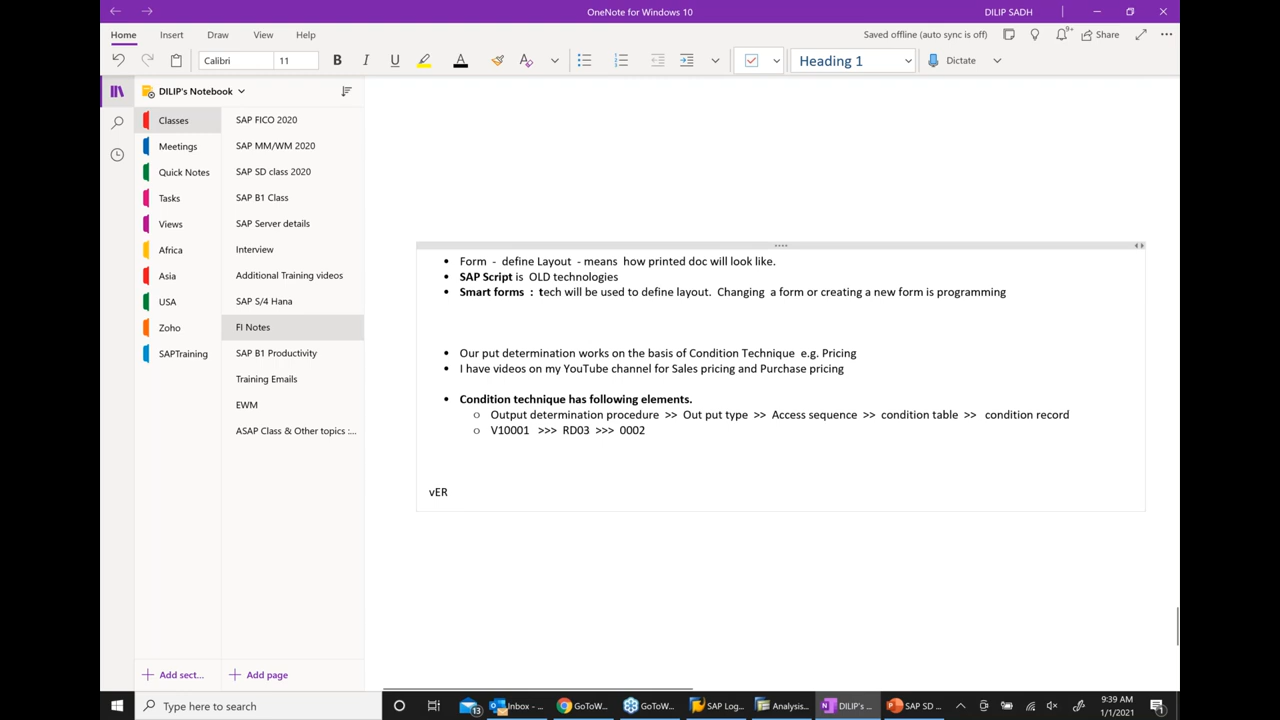 OneNote for Windows 10
DILIP SADH
Home
Insert
Draw
View
Help
Saved offline (auto sync is off)
9+
Share
Calibri
11
B
I
U
A
Heading 1
Dictate
DILIP's Notebook
Classes
Meetings
Quick Notes
Tasks
Views
Africa
Asia
USA
Zoho
SAPTraining
SAP FICO 2020
SAP MM/WM 2020
SAP SD class 2020
SAP B1 Class
SAP Server details
Interview
Additional Training videos
SAP S/4 Hana
FI Notes
SAP B1 Productivity
Training Emails
EWM
ASAP Class & Other topics :...
• Form - define Layout - means how printed doc will look like.
• SAP Script is OLD technologies
• Smart forms : tech will be used to define layout. Changing a form or creating a new form is programming
• Our put determination works on the basis of Condition Technique e.g. Pricing
• I have videos on my YouTube channel for Sales pricing and Purchase pricing
• Condition technique has following elements.
o Output determination procedure >> Out put type >> Access sequence >> condition table >> condition record
o V10001 >>> RD03 >>> 0002
vER
+ Add sect...
+ Add page
Type here to search
13
Inbox - ...
GoToW...
GoToW...
SAP Log...
Analysis...
DILIP's ...
SAP SD ...
9:39 AM
1/1/2021
1